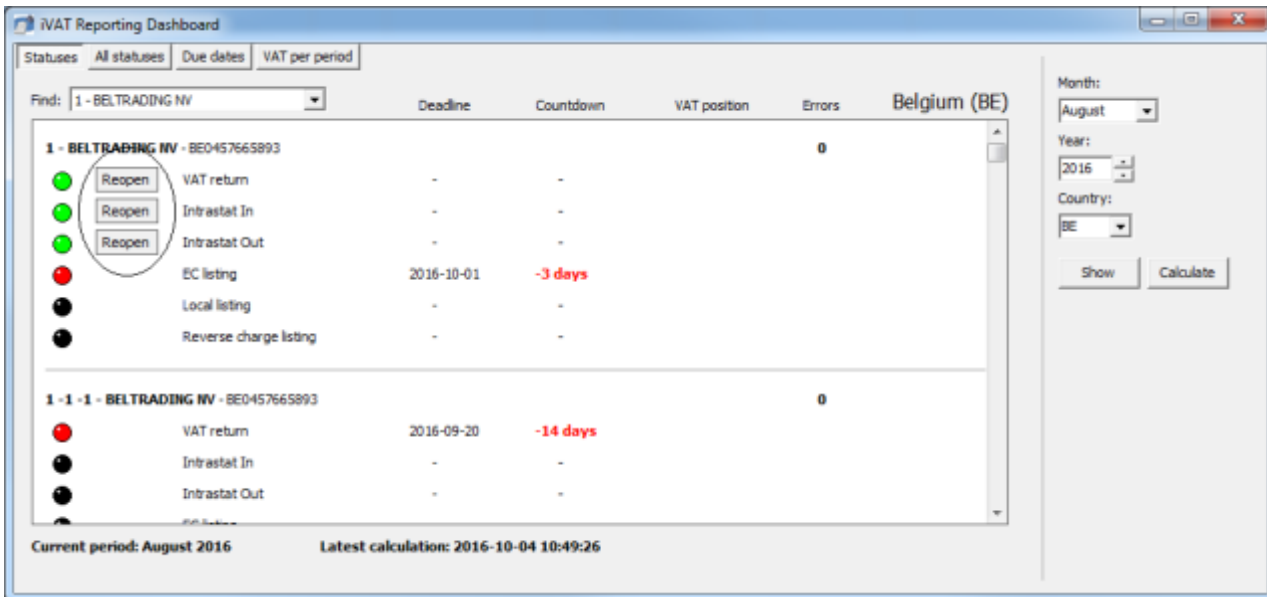 iVAT Reporting Dashboard
Statuses All statuses Due dates VAT per period
Find: 1 - BELTRADING NV Deadline Countdown VAT position Errors Belgium (BE)
1 - BELTRADING NV - BE0457665893 0
Reopen VAT return - -
Reopen Intrastat In - -
Reopen Intrastat Out - -
EC listing 2016-10-01 -3 days
Local listing - -
Reverse charge listing - -
1 -1 -1 - BELTRADING NV - BE0457665893 0
VAT return 2016-09-20 -14 days
Intrastat In - -
Intrastat Out - -
EC listing
Current period: August 2016 Latest calculation: 2016-10-04 10:49:26
Month:
August
Year:
2016
Country:
BE
Show Calculate